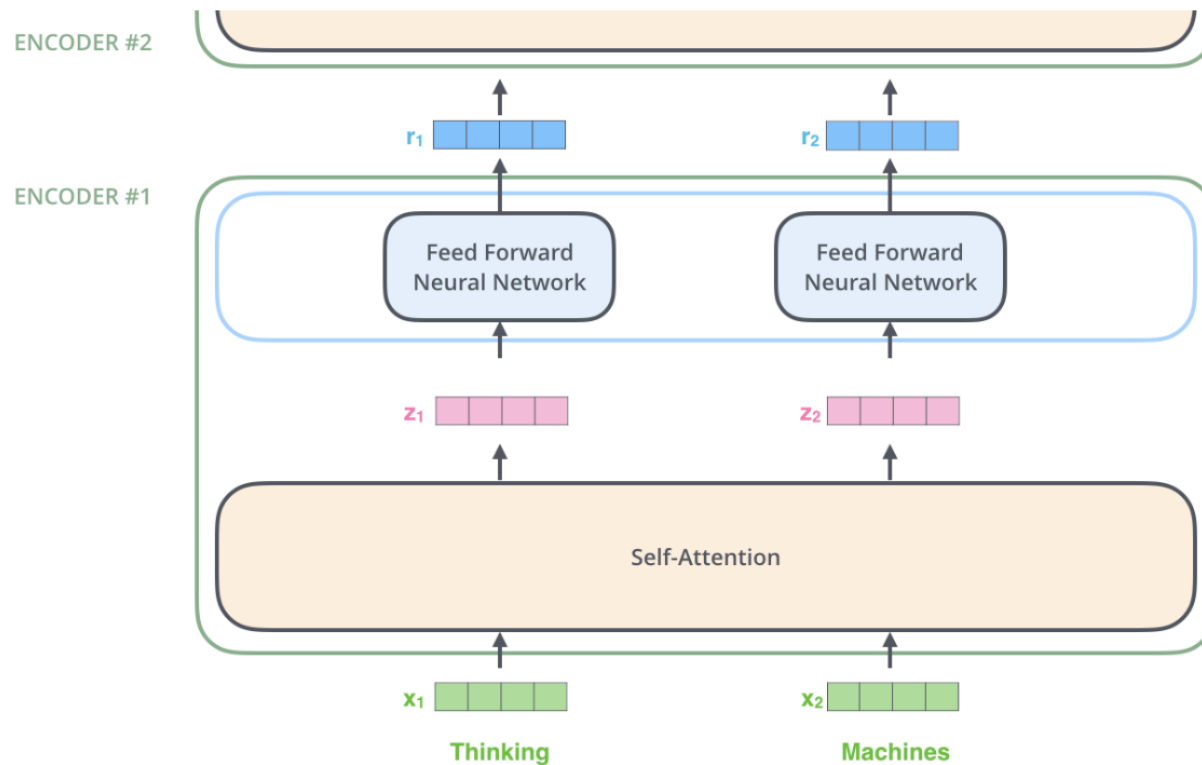 ENCODER #2
r₁
r₂
ENCODER #1
Feed Forward
Neural Network
Feed Forward
Neural Network
z₁
z₂
Self-Attention
x₁
x₂
Thinking
Machines